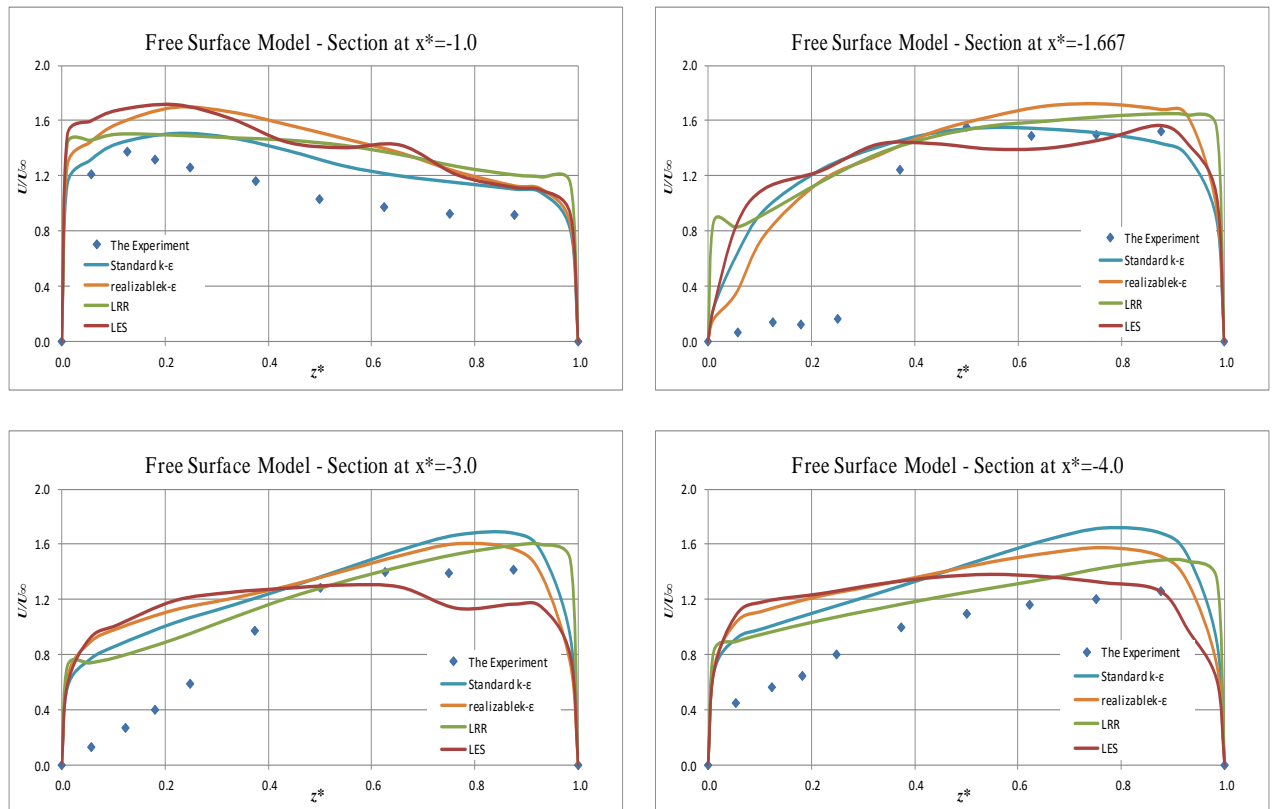 Free Surface Model - Section at x*=-1.0
2.0
1.6
1.2
0.8
0.4
0.0
U/U∞
The Experiment
Standard k-ε
realizablek-ε
LRR
LES
0.0 0.2 0.4 0.6 0.8 1.0
z*
Free Surface Model - Section at x*=-1.667
2.0
1.6
1.2
0.8
0.4
0.0
U/U∞
The Experiment
Standard k-ε
realizablek-ε
LRR
LES
0.0 0.2 0.4 0.6 0.8 1.0
z*
Free Surface Model - Section at x*=-3.0
2.0
1.6
1.2
0.8
0.4
0.0
U/U∞
The Experiment
Standard k-ε
realizablek-ε
LRR
LES
0.0 0.2 0.4 0.6 0.8 1.0
z*
Free Surface Model - Section at x*=-4.0
2.0
1.6
1.2
0.8
0.4
0.0
U/U∞
The Experiment
Standard k-ε
realizablek-ε
LRR
LES
0.0 0.2 0.4 0.6 0.8 1.0
z*